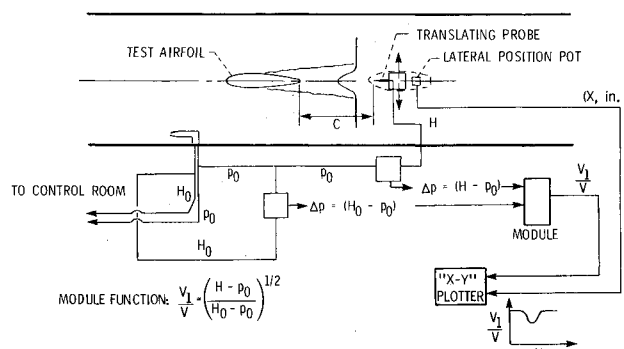 TEST AIRFOIL
TRANSLATING PROBE
LATERAL POSITION POT
C
H
(X, in.
H₀
p₀
p₀
p₀
TO CONTROL ROOM
H₀
Δp = (H₀ - p₀)
Δp = (H - p₀)
V₁/V
MODULE
MODULE FUNCTION: V₁/V = ((H - p₀)/(H₀ - p₀))^1/2
"X-Y"
PLOTTER
V₁/V